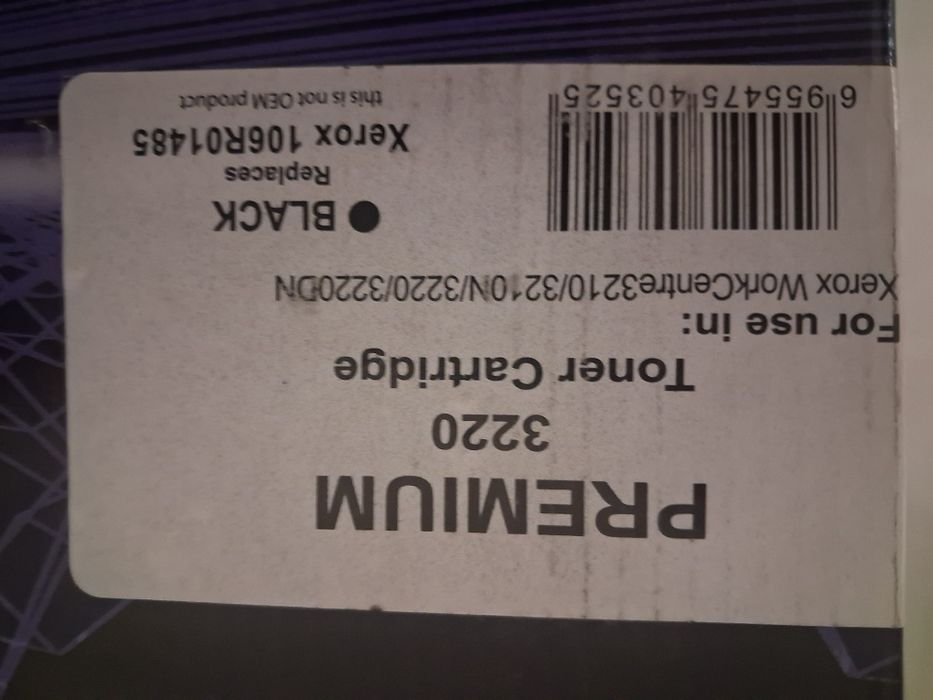 PREMIUM
3220
Toner Cartridge
For use in:
Xerox WorkCentre3210/3210N/3220/3220DN
● BLACK
Replaces
Xerox 106R01485
this is not OEM product
6 955475 403525